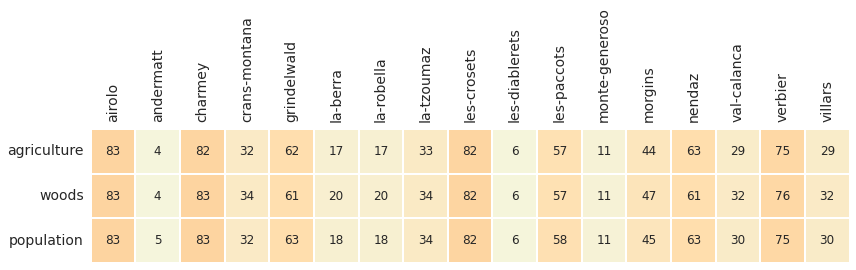 airolo andermatt charmey crans-montana grindelwald la-berra la-robella la-tzoumaz les-crosets les-diablerets les-paccots monte-generoso morgins nendaz val-calanca verbier villars
agriculture 83 4 82 32 62 17 17 33 82 6 57 11 44 63 29 75 29
woods 83 4 83 34 61 20 20 34 82 6 57 11 47 61 32 76 32
population 83 5 83 32 63 18 18 34 82 6 58 11 45 63 30 75 30